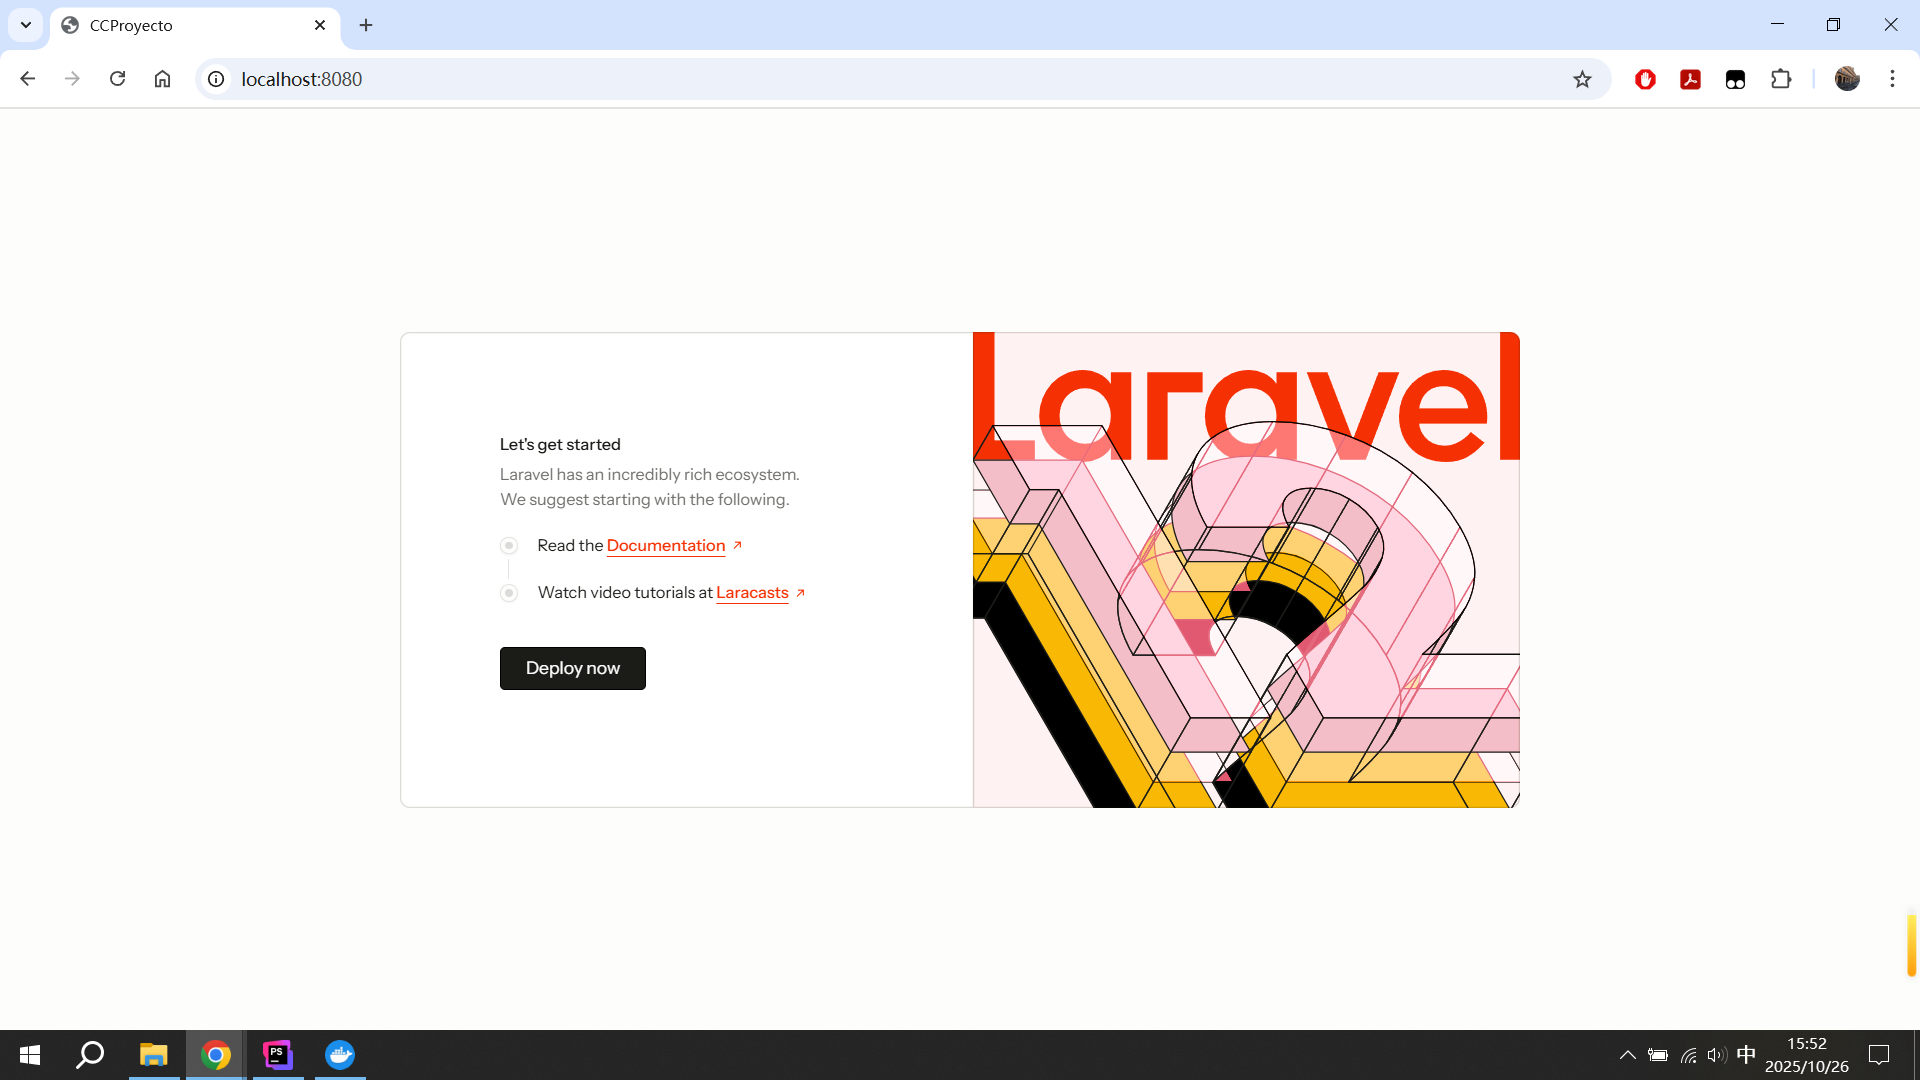 CCProyecto
localhost:8080
Laravel
Let's get started
Laravel has an incredibly rich ecosystem.
We suggest starting with the following.
Read the Documentation
Watch video tutorials at Laracasts
Deploy now
PS
中
15:52
2025/10/26